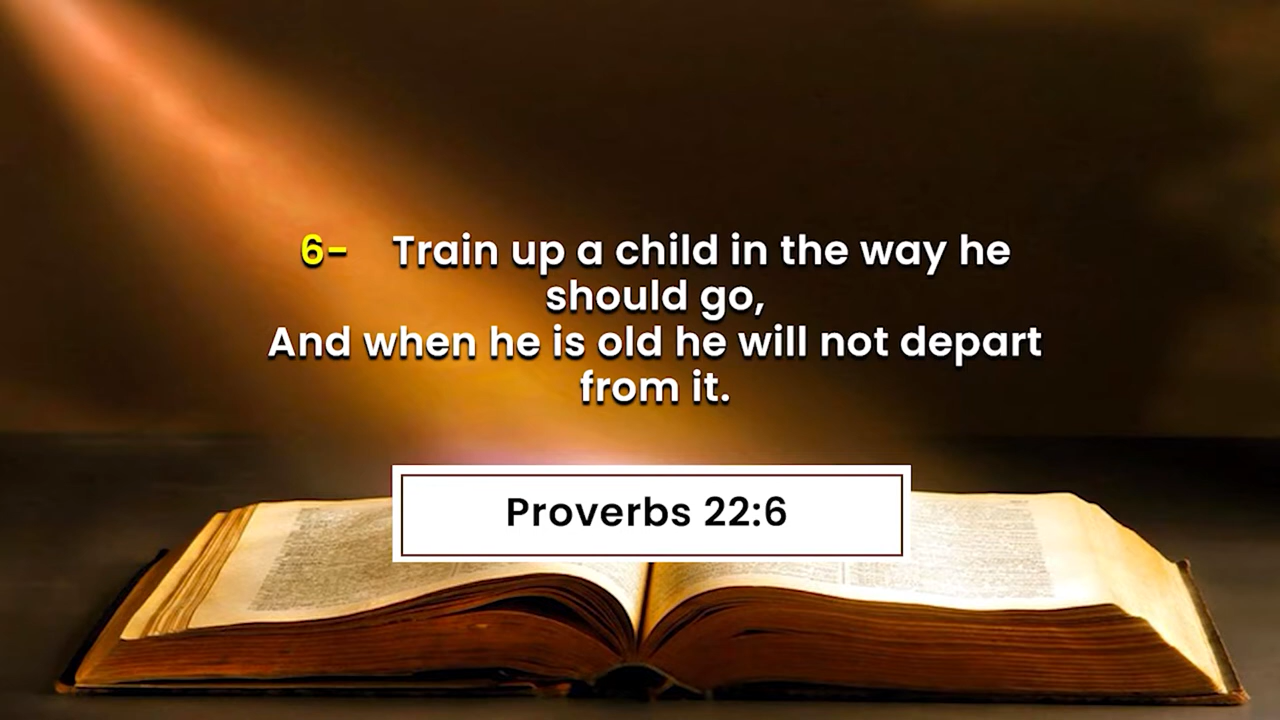 6- Train up a child in the way he
should go,
And when he is old he will not depart
from it.
Proverbs 22:6